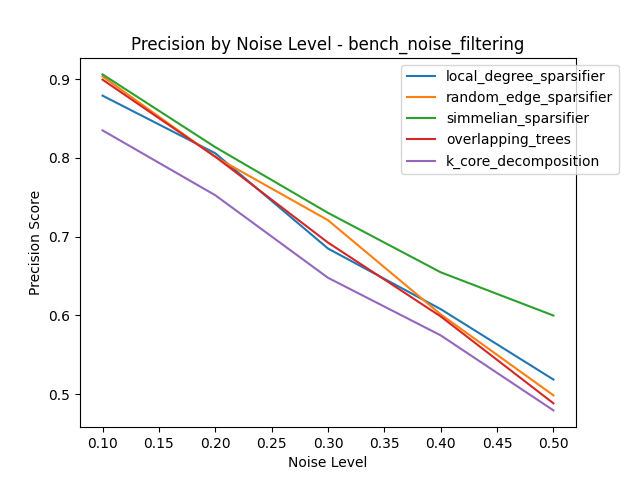 Precision by Noise Level - bench_noise_filtering
local_degree_sparsifier
random_edge_sparsifier
simmelian_sparsifier
overlapping_trees
k_core_decomposition
Precision Score
0.9
0.8
0.7
0.6
0.5
0.10 0.15 0.20 0.25 0.30 0.35 0.40 0.45 0.50
Noise Level